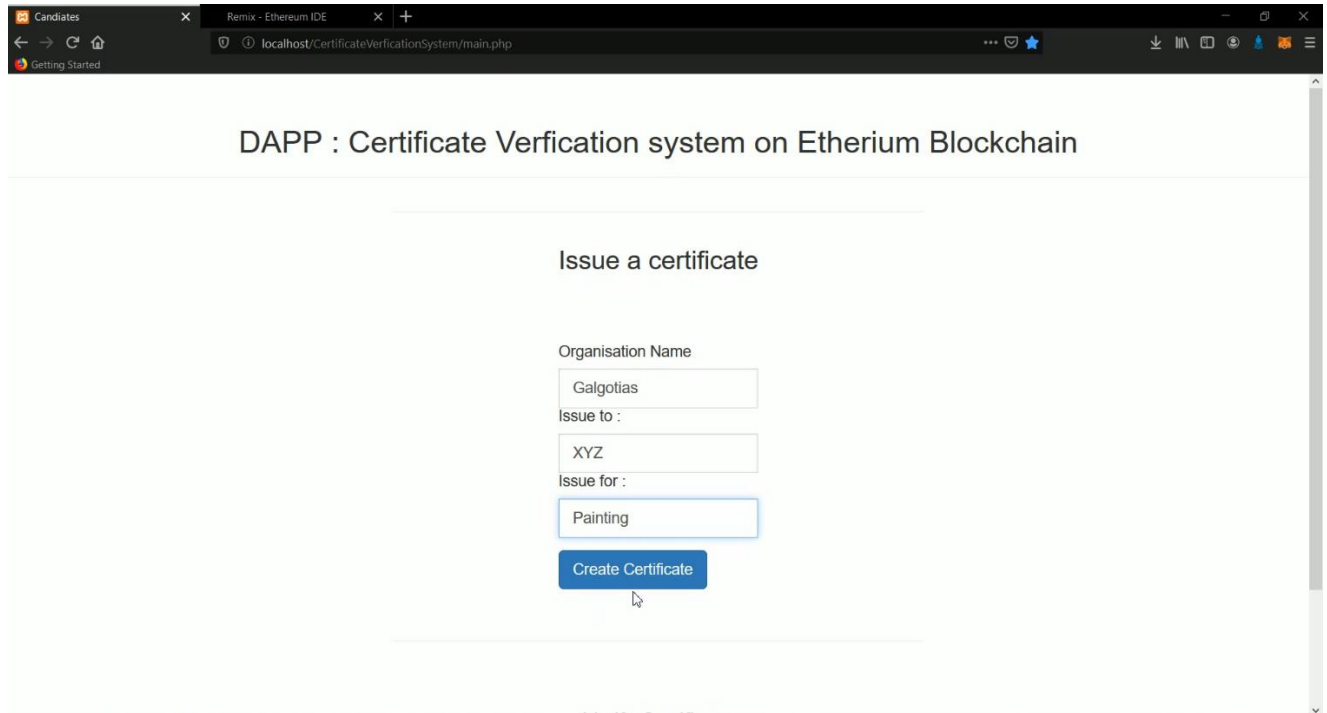 Candiates
Remix - Ethereum IDE
localhost/CertificateVerficationSystem/main.php
Getting Started
DAPP : Certificate Verfication system on Etherium Blockchain
Issue a certificate
Organisation Name
Galgotias
Issue to :
XYZ
Issue for :
Painting
Create Certificate